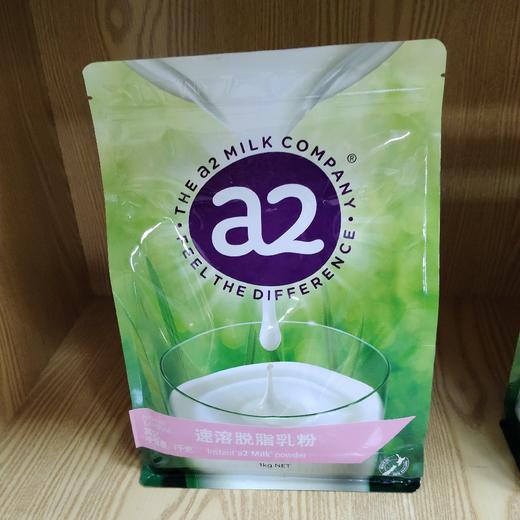 THE a2 MILK COMPANY ®
a2
FEEL THE DIFFERENCE
速溶脱脂乳粉
Instant a2 Milk™ powder
1kg NET